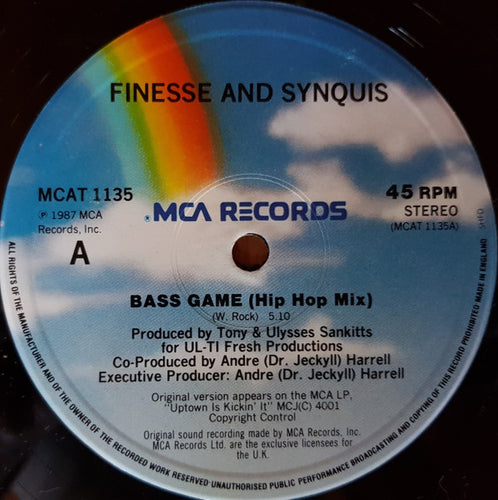 FINESSE AND SYNQUIS
MCAT 1135
℗ 1987 MCA
Records, Inc.
A
® MCA RECORDS
45 RPM
STEREO
(MCAT 1135A)
BASS GAME (Hip Hop Mix)
(W. Rock) 5.10
Produced by Tony & Ulysses Sankitts
for UL-TI Fresh Productions
Co-Produced by Andre (Dr. Jeckyll) Harrell
Executive Producer: Andre (Dr. Jeckyll) Harrell
Original version appears on the MCA LP,
"Uptown Is Kickin' It" MCJ(C) 4001
Copyright Control
Original sound recording made by MCA Records, Inc.
MCA Records Ltd. are the exclusive licensees for
the U.K.
ALL RIGHTS OF THE MANUFACTURER AND OF THE OWNER OF THE RECORDED WORK RESERVED UNAUTHORISED PUBLIC PERFORMANCE BROADCASTING AND COPYING OF THIS RECORD PROHIBITED MADE IN ENGLAND